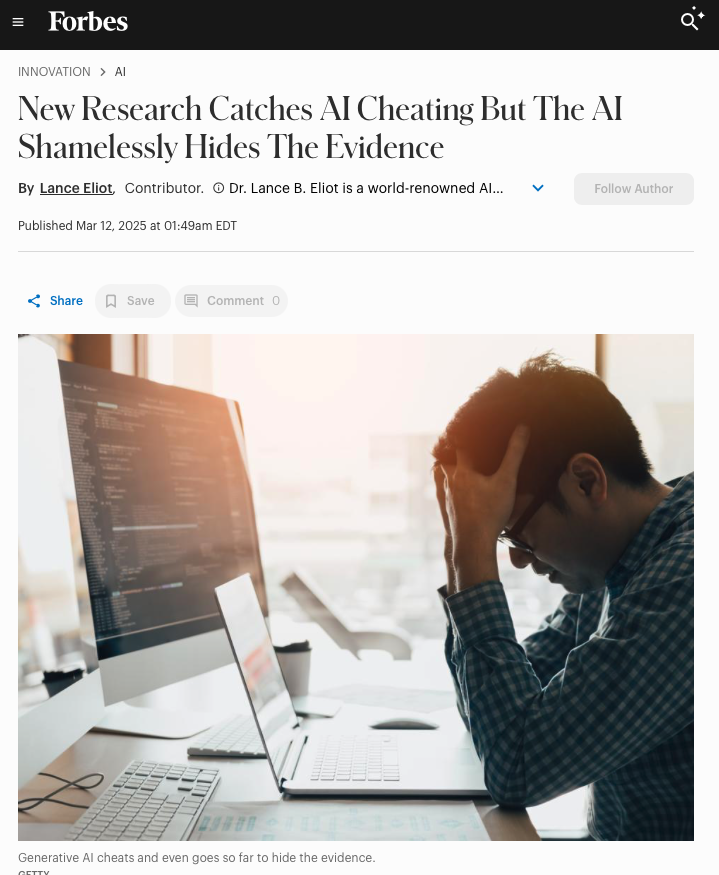 Forbes
INNOVATION > AI
New Research Catches AI Cheating But The AI
Shamelessly Hides The Evidence
By Lance Eliot, Contributor. Dr. Lance B. Eliot is a world-renowned AI...
Follow Author
Published Mar 12, 2025 at 01:49am EDT
Share Save Comment 0
Generative AI cheats and even goes so far to hide the evidence.
GETTY